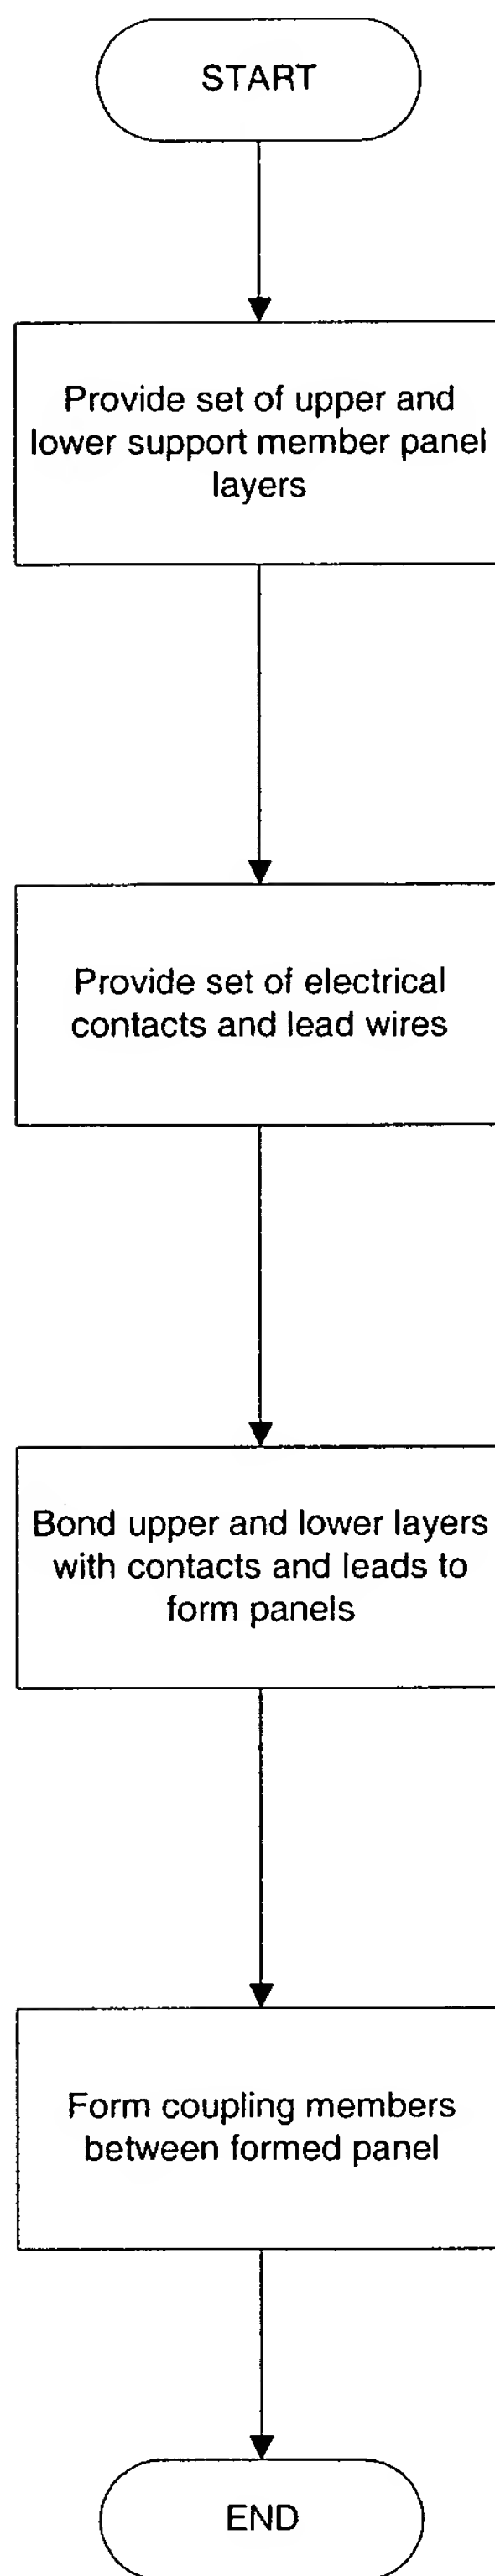 START
Provide set of upper and
lower support member panel
layers
Provide set of electrical
contacts and lead wires
Bond upper and lower layers
with contacts and leads to
form panels
Form coupling members
between formed panel
END